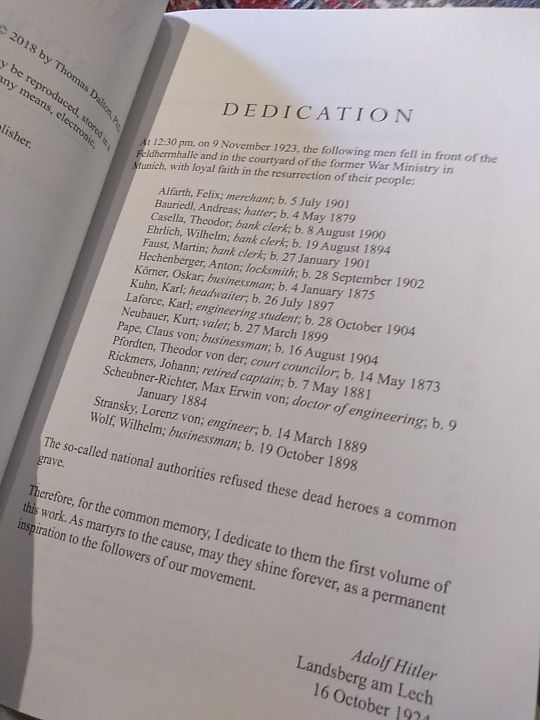 © 2018 by Thomas Dalton, PhD
y be reproduced, stored in a
any means, electronic,
blisher.
DEDICATION
At 12:30 pm, on 9 November 1923, the following men fell in front of the
Feldherrnhalle and in the courtyard of the former War Ministry in
Munich, with loyal faith in the resurrection of their people:
Alfarth, Felix; merchant; b. 5 July 1901
Bauriedl, Andreas; hatter; b. 4 May 1879
Casella, Theodor; bank clerk; b. 8 August 1900
Ehrlich, Wilhelm; bank clerk; b. 19 August 1894
Faust, Martin; bank clerk; b. 27 January 1901
Hechenberger, Anton; locksmith; b. 28 September 1902
Körner, Oskar; businessman; b. 4 January 1875
Kuhn, Karl; headwaiter; b. 26 July 1897
Laforce, Karl; engineering student; b. 28 October 1904
Neubauer, Kurt; valet; b. 27 March 1899
Pape, Claus von; businessman; b. 16 August 1904
Pfordten, Theodor von der; court councilor; b. 14 May 1873
Rickmers, Johann; retired captain; b. 7 May 1881
Scheubner-Richter, Max Erwin von; doctor of engineering; b. 9
January 1884
Stransky, Lorenz von; engineer; b. 14 March 1889
Wolf, Wilhelm; businessman; b. 19 October 1898
The so-called national authorities refused these dead heroes a common
grave.
Therefore, for the common memory, I dedicate to them the first volume of
this work. As martyrs to the cause, may they shine forever, as a permanent
inspiration to the followers of our movement.
Adolf Hitler
Landsberg am Lech
16 October 1924